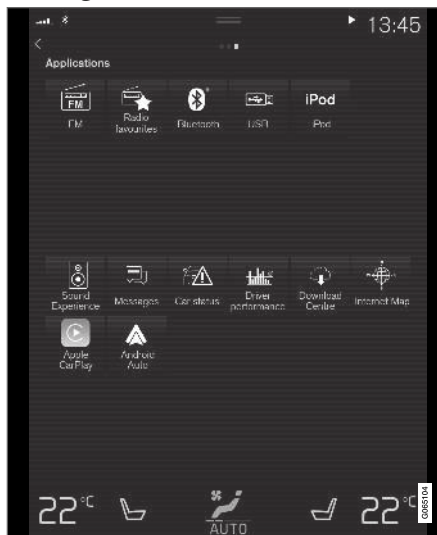 13:45
Applications
FM
iPod
FM
Radio
favourites
Bluetooth
USB
iPod
Sound
Experience
Messages
Car status
Driver
performance
Download
Centre
Internet Map
Apple
CarPlay
Android
Auto
22°C
22°C
AUTO
G065104